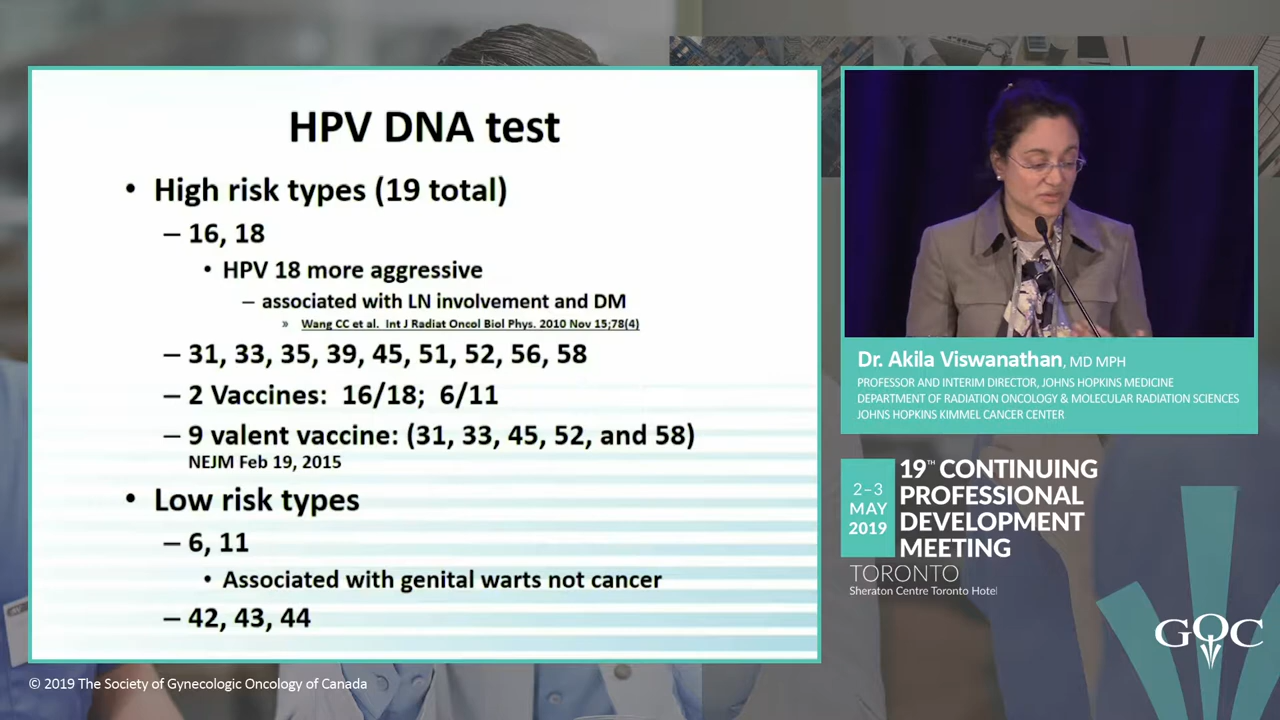 HPV DNA test
• High risk types (19 total)
– 16, 18
• HPV 18 more aggressive
– associated with LN involvement and DM
» Wang CC et al. Int J Radiat Oncol Biol Phys. 2010 Nov 15;78(4)
– 31, 33, 35, 39, 45, 51, 52, 56, 58
– 2 Vaccines: 16/18; 6/11
– 9 valent vaccine: (31, 33, 45, 52, and 58)
NEJM Feb 19, 2015
• Low risk types
– 6, 11
• Associated with genital warts not cancer
– 42, 43, 44
Dr. Akila Viswanathan, MD MPH
PROFESSOR AND INTERIM DIRECTOR, JOHNS HOPKINS MEDICINE
DEPARTMENT OF RADIATION ONCOLOGY & MOLECULAR RADIATION SCIENCES
JOHNS HOPKINS KIMMEL CANCER CENTER
2–3
MAY
2019
19™ CONTINUING
PROFESSIONAL
DEVELOPMENT
MEETING
TORONTO
Sheraton Centre Toronto Hotel
GOC
© 2019 The Society of Gynecologic Oncology of Canada